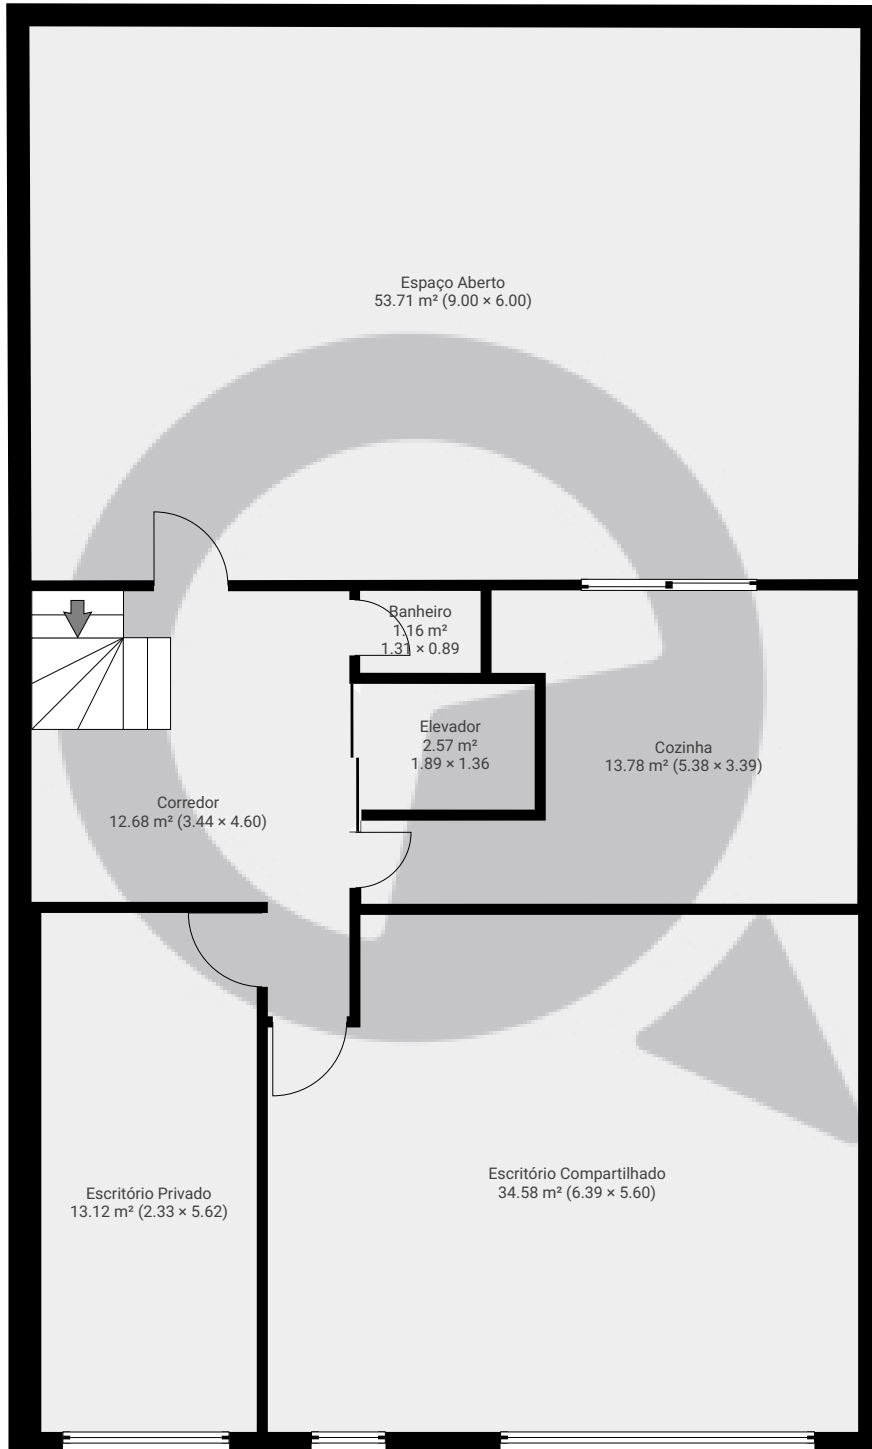 Espaço Aberto
53.71 m² (9.00 × 6.00)
Banheiro
1.16 m²
1.31 × 0.89
Elevador
2.57 m²
1.89 × 1.36
Cozinha
13.78 m² (5.38 × 3.39)
Corredor
12.68 m² (3.44 × 4.60)
Escritório Compartilhado
34.58 m² (6.39 × 5.60)
Escritório Privado
13.12 m² (2.33 × 5.62)